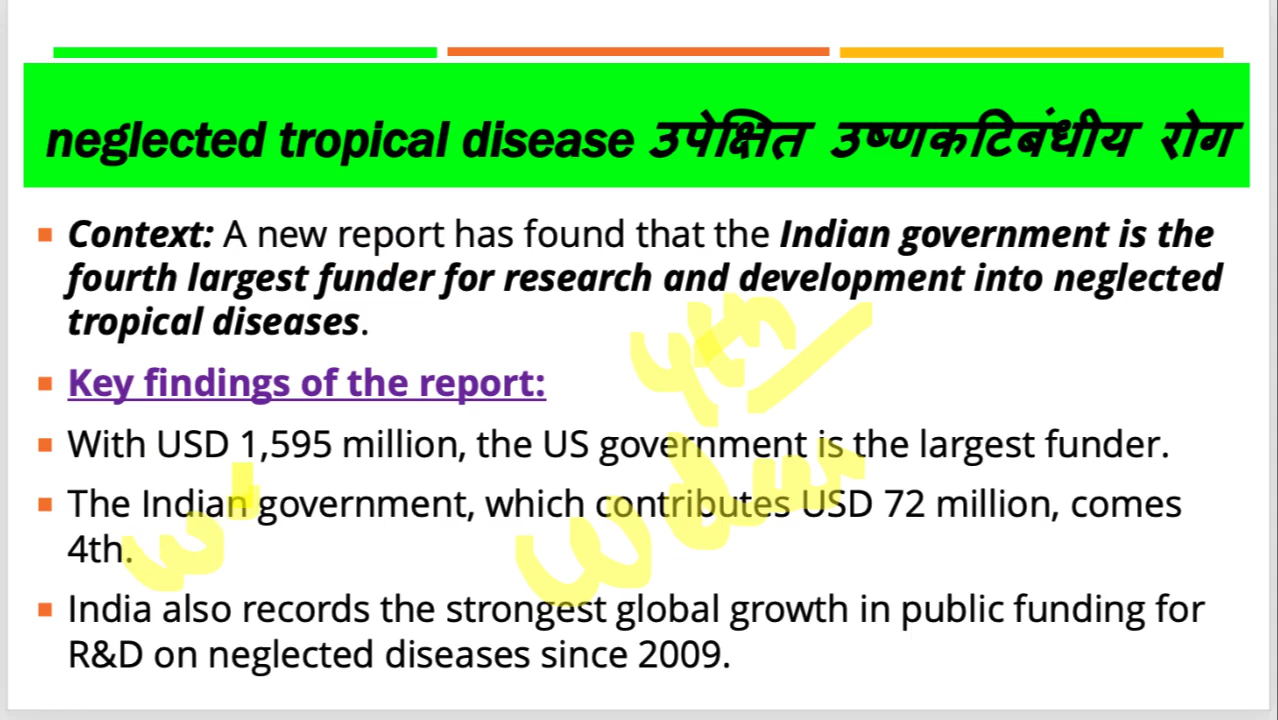 neglected tropical disease उपेक्षित उष्णकटिबंधीय रोग
Context: A new report has found that the Indian government is the
fourth largest funder for research and development into neglected
tropical diseases.
Key findings of the report:
With USD 1,595 million, the US government is the largest funder.
The Indian government, which contributes USD 72 million, comes
4th.
India also records the strongest global growth in public funding for
R&D on neglected diseases since 2009.